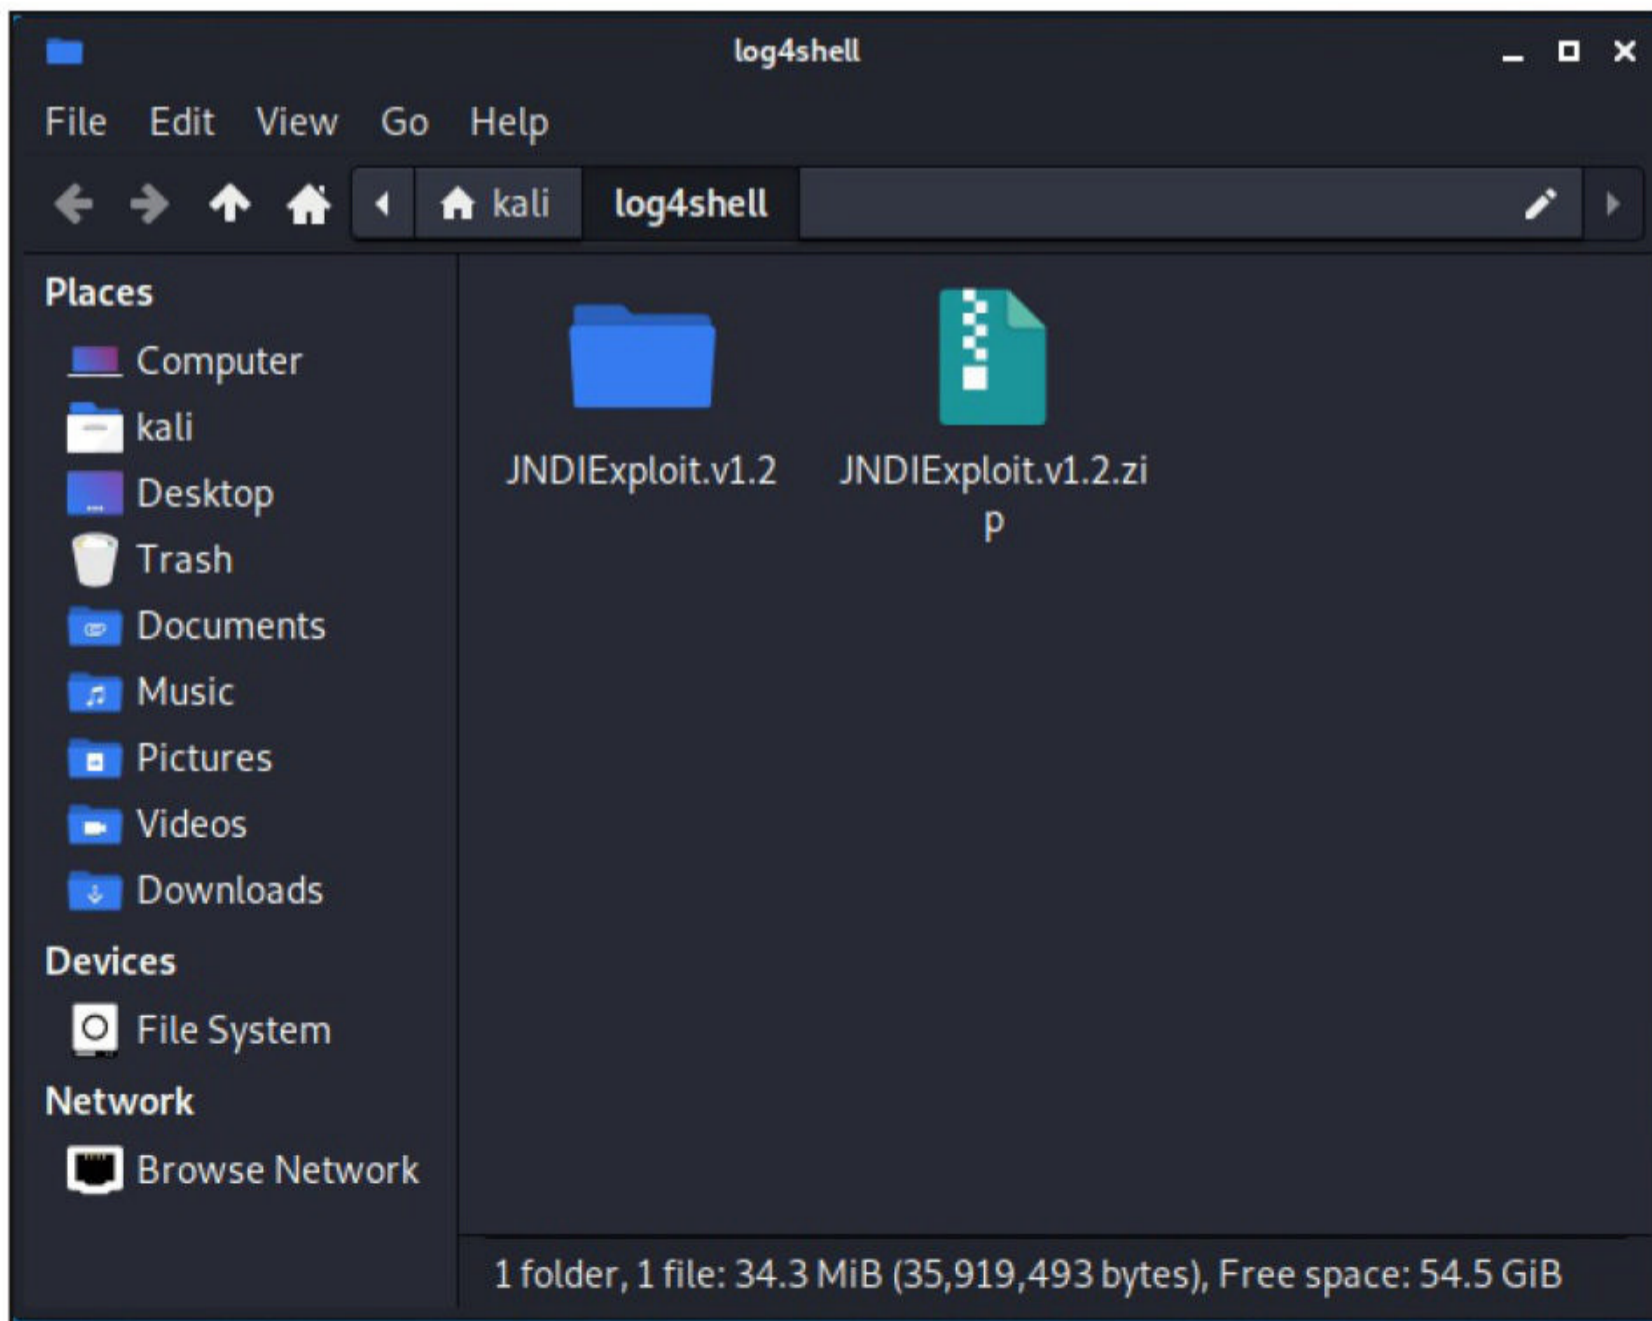 log4shell
File Edit View Go Help
kali log4shell
Places
Computer
kali
Desktop
Trash
Documents
Music
Pictures
Videos
Downloads
Devices
File System
Network
Browse Network
JNDIExploit.v1.2
JNDIExploit.v1.2.zi
p
1 folder, 1 file: 34.3 MiB (35,919,493 bytes), Free space: 54.5 GiB